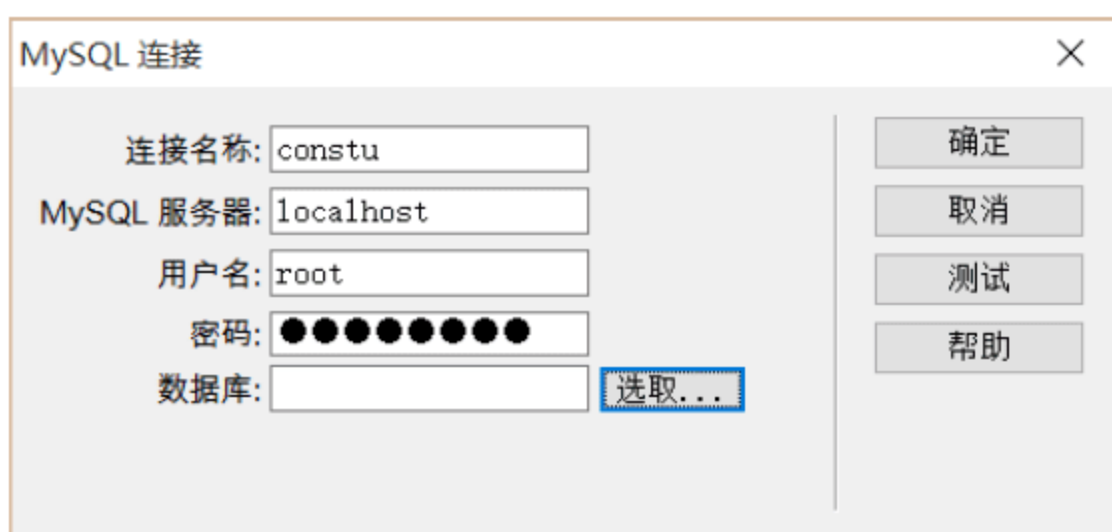 MySQL 连接
连接名称: constu
确定
MySQL 服务器: localhost
取消
用户名: root
测试
密码: ●●●●●●●●
帮助
数据库:
选取...